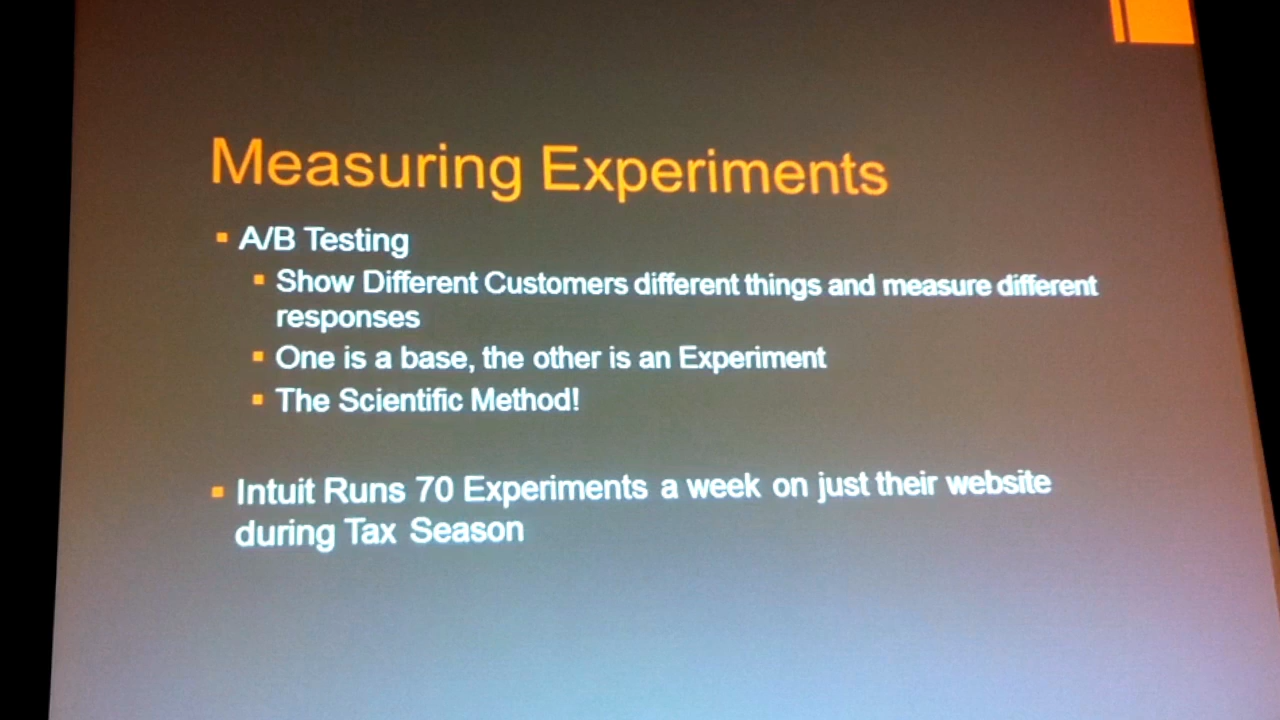 Measuring Experiments
A/B Testing
Show Different Customers different things and measure different
responses
One is a base, the other is an Experiment
The Scientific Method!
Intuit Runs 70 Experiments a week on just their website
during Tax Season